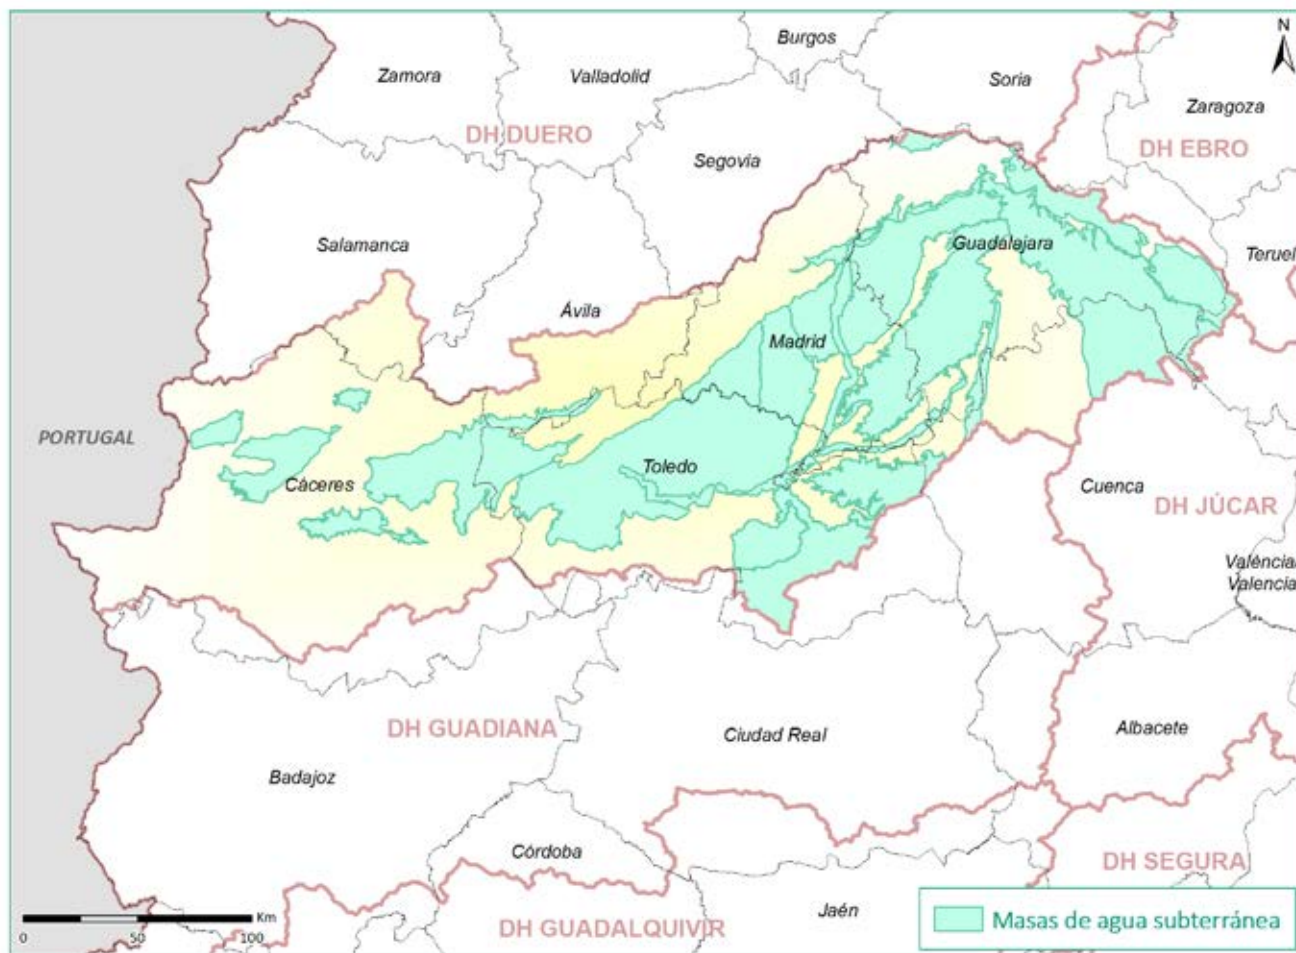 Burgos
N
Zamora
Valladolid
Soria
Zaragoza
DH DUERO
DH EBRO
Segovia
Salamanca
Guadalajara
Teruel
Ávila
Madrid
PORTUGAL
Toledo
Cáceres
Cuenca
DH JÚCAR
València/
Valencia
DH GUADIANA
Ciudad Real
Albacete
Badajoz
Córdoba
DH SEGURA
Jaén
DH GUADALQUIVIR
Km
0 50 100
Masas de agua subterránea